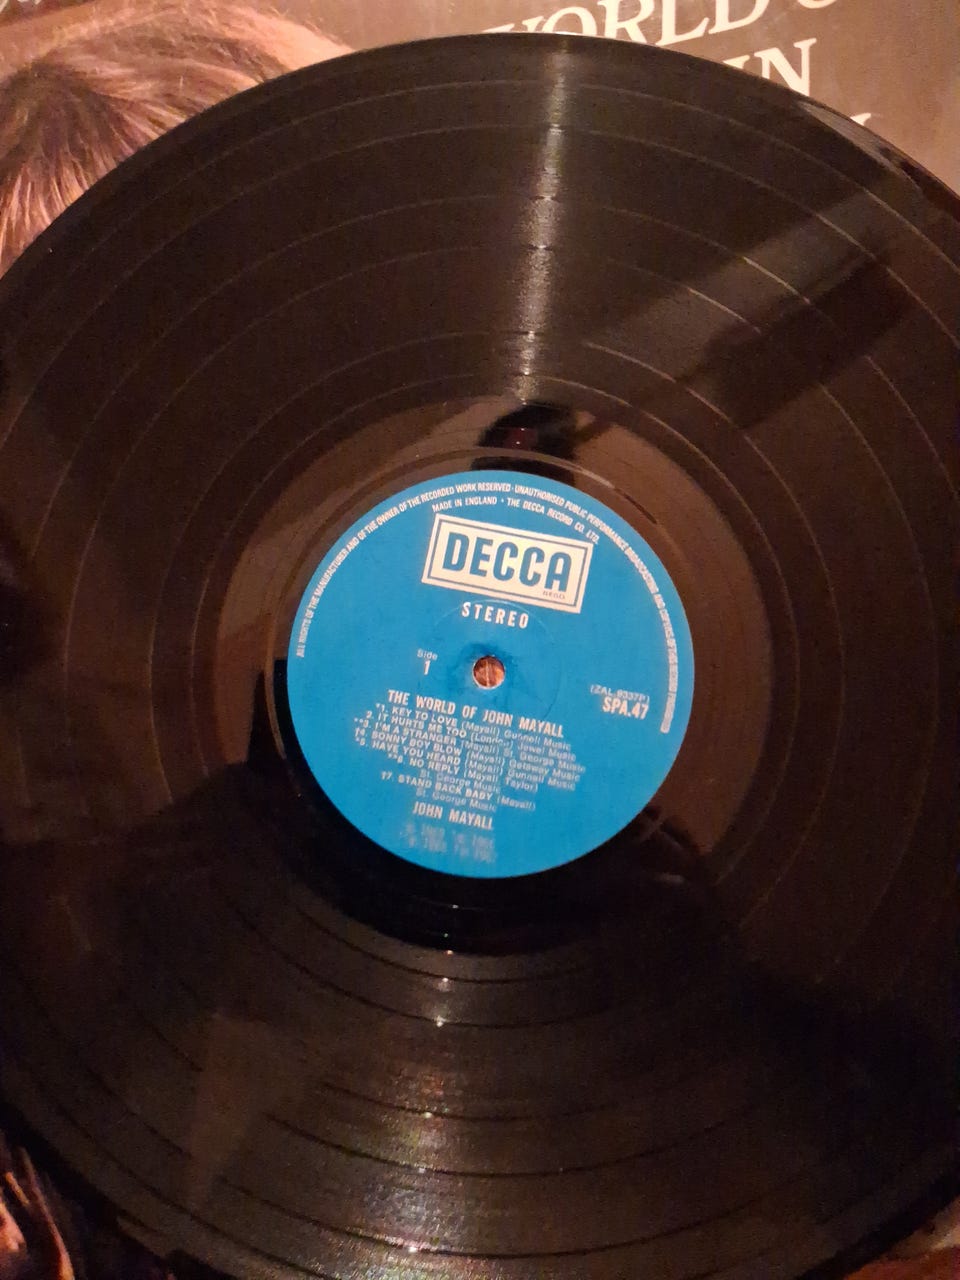 WORLD O
IN
ALL RIGHTS OF THE MANUFACTURER AND OF THE OWNER OF THE RECORDED WORK RESERVED · UNAUTHORISED PUBLIC PERFORMANCE BROADCASTING AND COPYING OF THIS RECORD PROHIBITED
MADE IN ENGLAND · THE DECCA RECORD CO. LTD.
DECCA
REGD
STEREO
Side
1
(ZAL.9337P)
SPA.47
THE WORLD OF JOHN MAYALL
*1. KEY TO LOVE (Mayall) Gunnell Music
2. IT HURTS ME TOO (London) Jewel Music
**3. I'M A STRANGER (Mayall) St. George Music
†4. SONNY BOY BLOW (Mayall) Getaway Music
*5. HAVE YOU HEARD (Mayall) Gunnell Music
**6. NO REPLY (Mayall Taylor)
St. George Music
†7. STAND BACK BABY (Mayall)
St. George Music
JOHN MAYALL